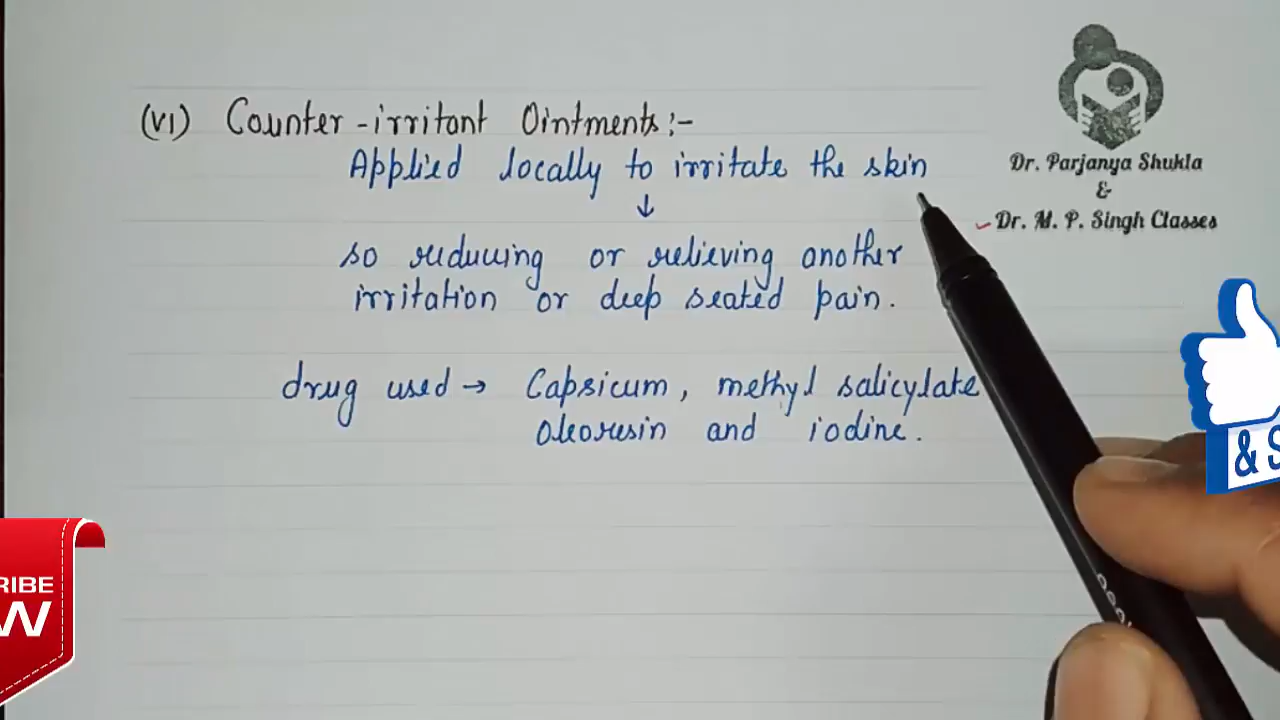 (VI) Counter-irritant Ointments:-
Applied locally to irritate the skin
↓
so reducing or relieving another
irritation or deep seated pain.
drug used → Capsicum, methyl salicylate
Oleoresin and iodine.
Dr. Parjanya Shukla
&
Dr. M. P. Singh Classes
& S
RIBE
W